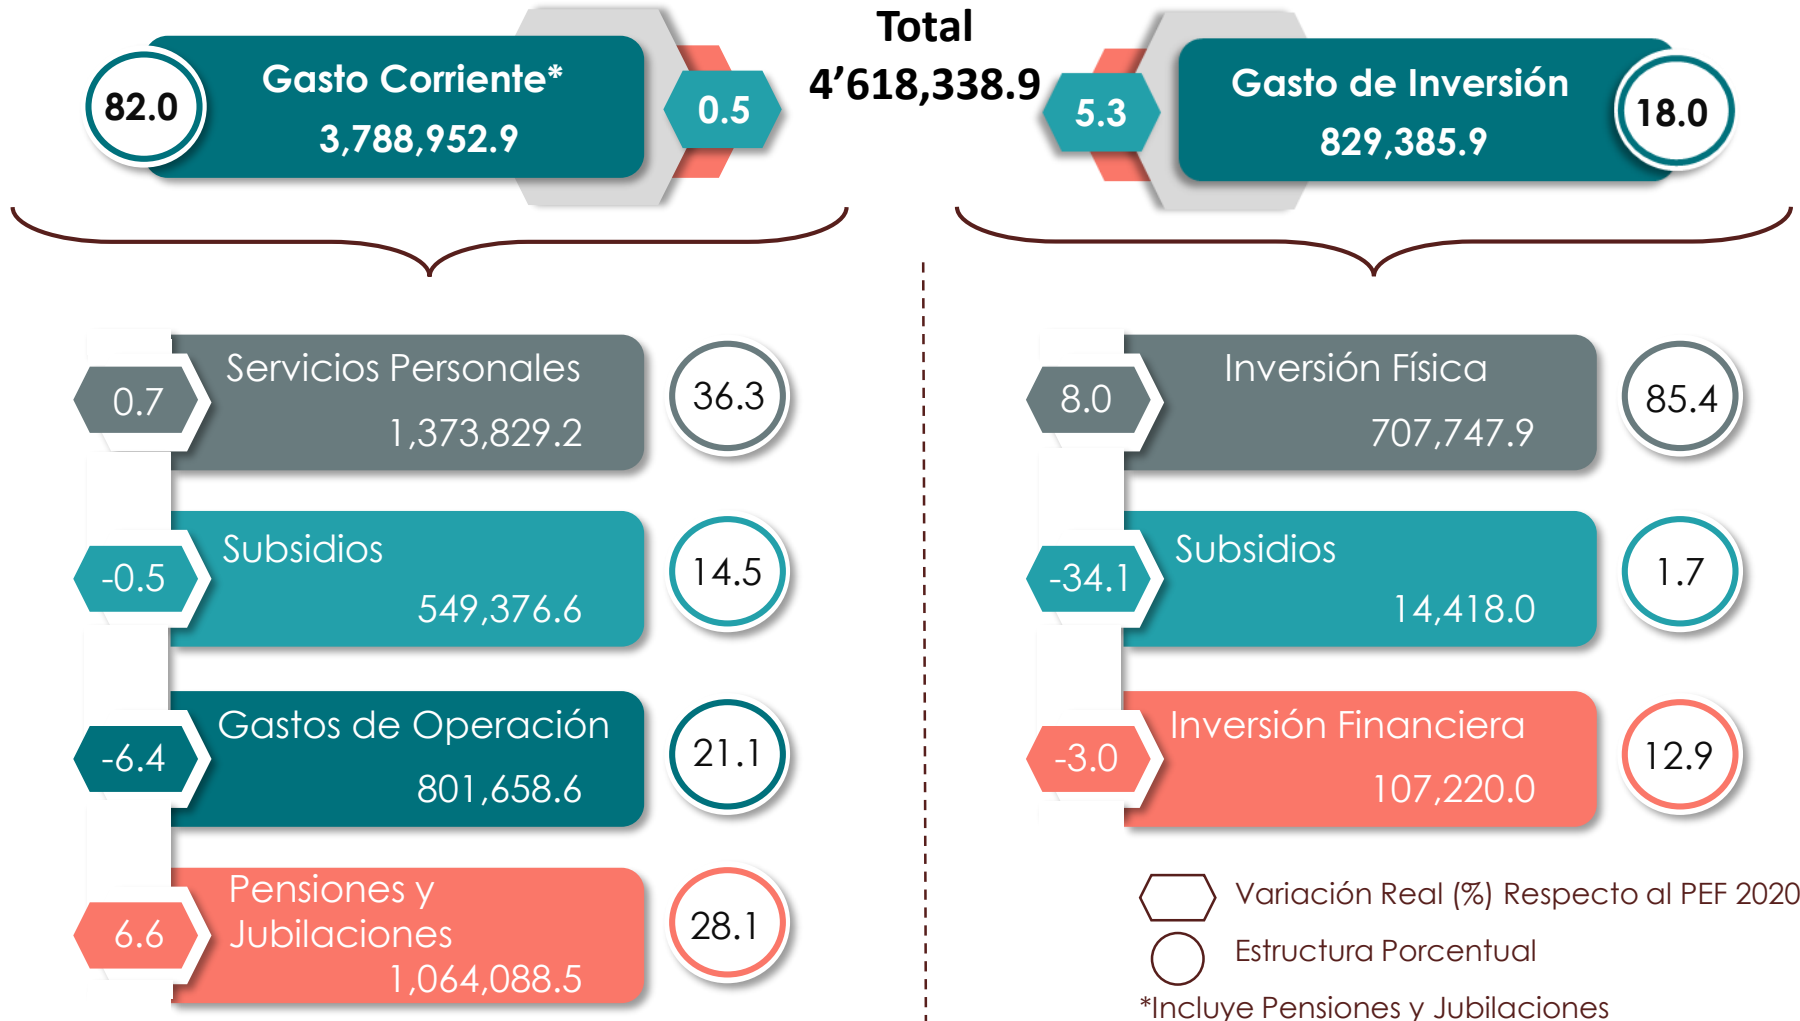 Total
4’618,338.9
82.0
Gasto Corriente*
3,788,952.9
0.5
5.3
Gasto de Inversión
829,385.9
18.0
0.7
Servicios Personales
1,373,829.2
36.3
-0.5
Subsidios
549,376.6
14.5
-6.4
Gastos de Operación
801,658.6
21.1
6.6
Pensiones y
Jubilaciones
1,064,088.5
28.1
8.0
Inversión Física
707,747.9
85.4
-34.1
Subsidios
14,418.0
1.7
-3.0
Inversión Financiera
107,220.0
12.9
Variación Real (%) Respecto al PEF 2020
Estructura Porcentual
*Incluye Pensiones y Jubilaciones